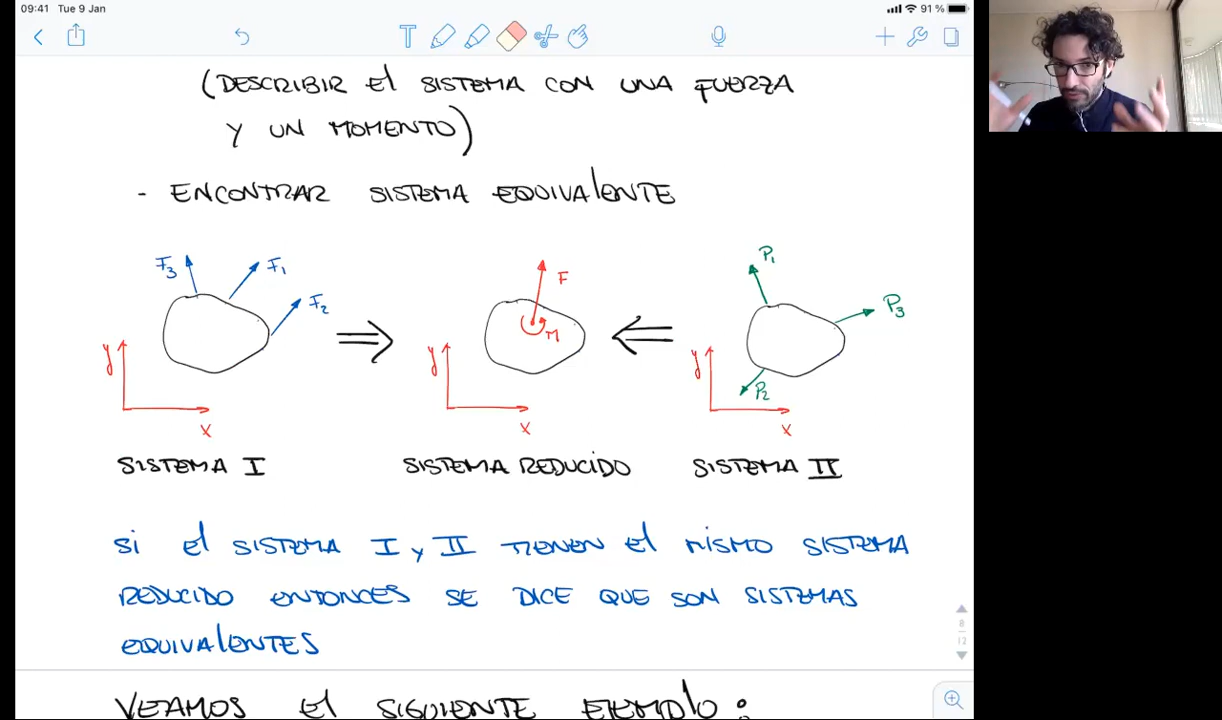 09:41 Tue 9 Jan 91 %
(DESCRIBIR El SISTEMA CON UNA FUERZA
Y UN MOMENTO)
- ENCONTRAR SISTEMA EQUIVALENTE
F3 F1 F2
F
M
P1 P3 P2
y x
y x
y x
SISTEMA I
SISTEMA REDUCIDO
SISTEMA II
Si El SISTEMA I y II TIENEN El MISMO SISTEMA
REDUCIDO ENTONCES SE DICE QUE SON SISTEMAS
EQUIVALENTES
8
12
VEAMOS El SIGUIENTE EJEMPLO: